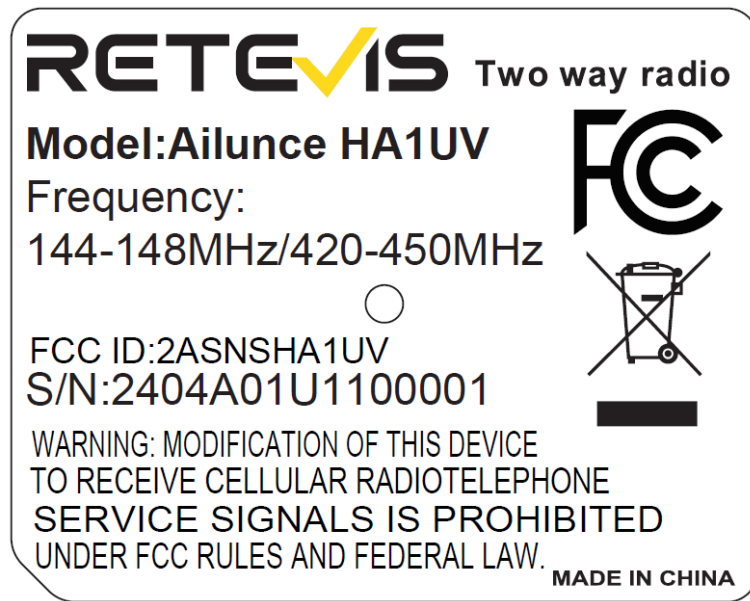 RETEVIS Two way radio
Model:Ailunce HA1UV
Frequency:
144-148MHz/420-450MHz
FC
FCC ID:2ASNSHA1UV
S/N:2404A01U1100001
WARNING: MODIFICATION OF THIS DEVICE
TO RECEIVE CELLULAR RADIOTELEPHONE
SERVICE SIGNALS IS PROHIBITED
UNDER FCC RULES AND FEDERAL LAW.
MADE IN CHINA